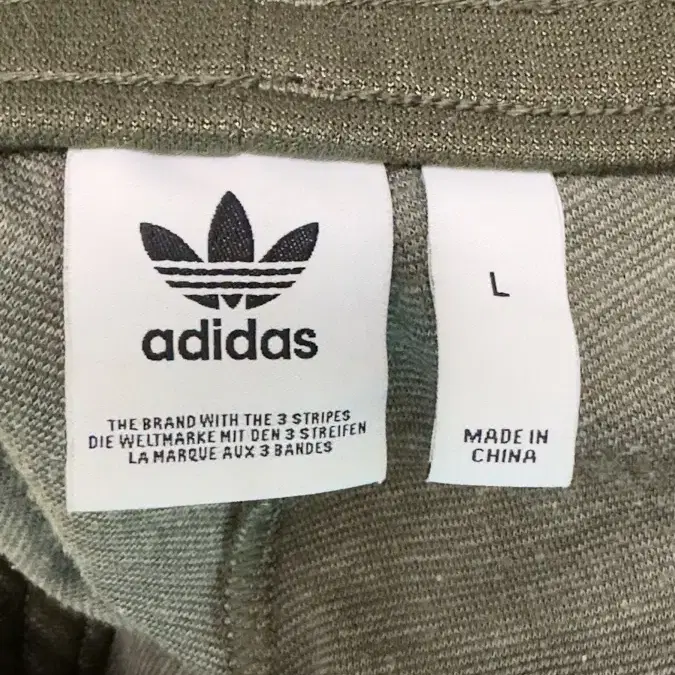 adidas
THE BRAND WITH THE 3 STRIPES
DIE WELTMARKE MIT DEN 3 STREIFEN
LA MARQUE AUX 3 BANDES
L
MADE IN
CHINA